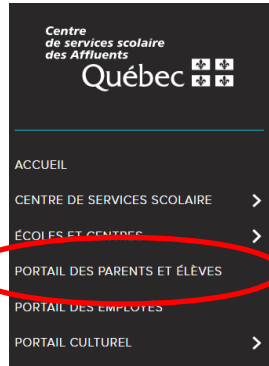 Centre
de services scolaire
des Affluents
Québec
ACCUEIL
CENTRE DE SERVICES SCOLAIRE
ÉCOLES ET CENTRES
PORTAIL DES PARENTS ET ÉLÈVES
PORTAIL DES EMPLOYÉS
PORTAIL CULTUREL